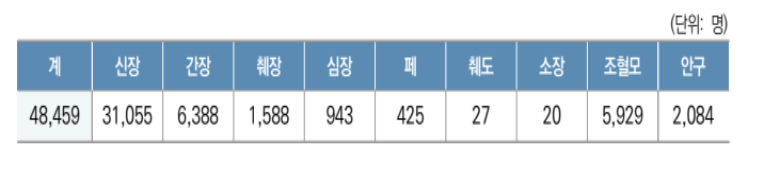 (단위: 명)
계 신장 간장 췌장 심장 폐 췌도 소장 조혈모 안구
48,459 31,055 6,388 1,588 943 425 27 20 5,929 2,084